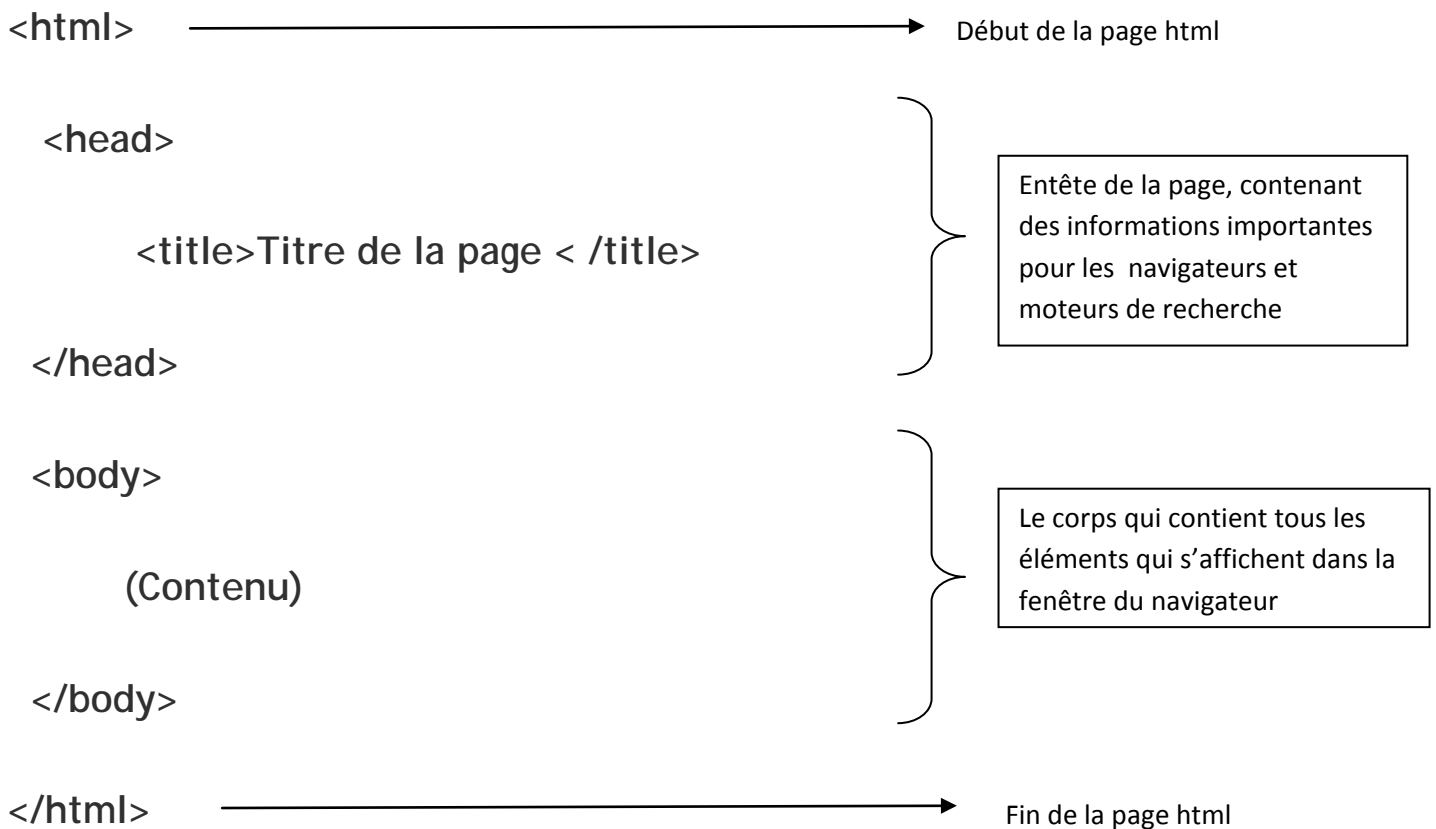 <html> Début de la page html
<head>
Entête de la page, contenant
des informations importantes
pour les  navigateurs et
moteurs de recherche
<title>Titre de la page < /title>
</head>
<body>
Le corps qui contient tous les
éléments qui s’affichent dans la
fenêtre du navigateur
(Contenu)
</body>
</html> Fin de la page html